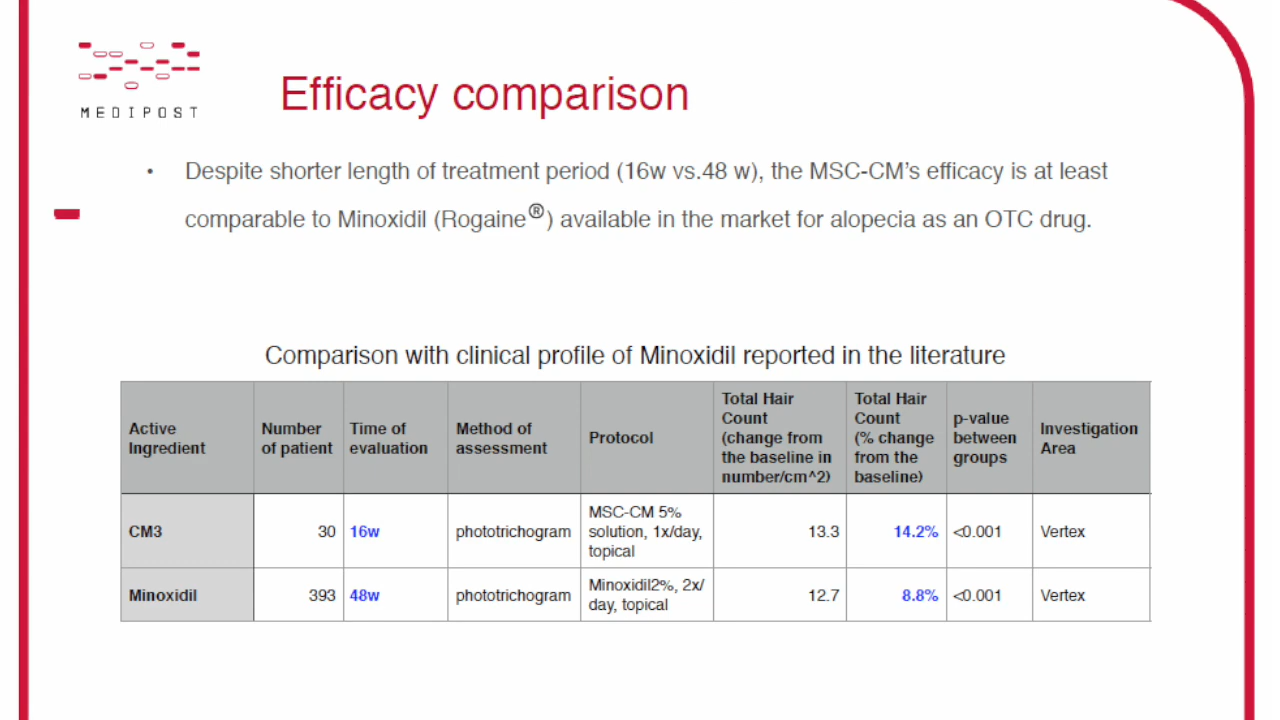 MEDIPOST
Efficacy comparison
• Despite shorter length of treatment period (16w vs.48 w), the MSC-CM's efficacy is at least
comparable to Minoxidil (Rogaine®) available in the market for alopecia as an OTC drug.
Comparison with clinical profile of Minoxidil reported in the literature
Active
Ingredient
Number
of patient
Time of
evaluation
Method of
assessment
Protocol
Total Hair
Count
(change from
the baseline in
number/cm^2)
Total Hair
Count
(% change
from the
baseline)
p-value
between
groups
Investigation
Area
CM3
30
16w
phototrichogram
MSC-CM 5%
solution, 1x/day,
topical
13.3
14.2%
<0.001
Vertex
Minoxidil
393
48w
phototrichogram
Minoxidil2%, 2x/
day, topical
12.7
8.8%
<0.001
Vertex